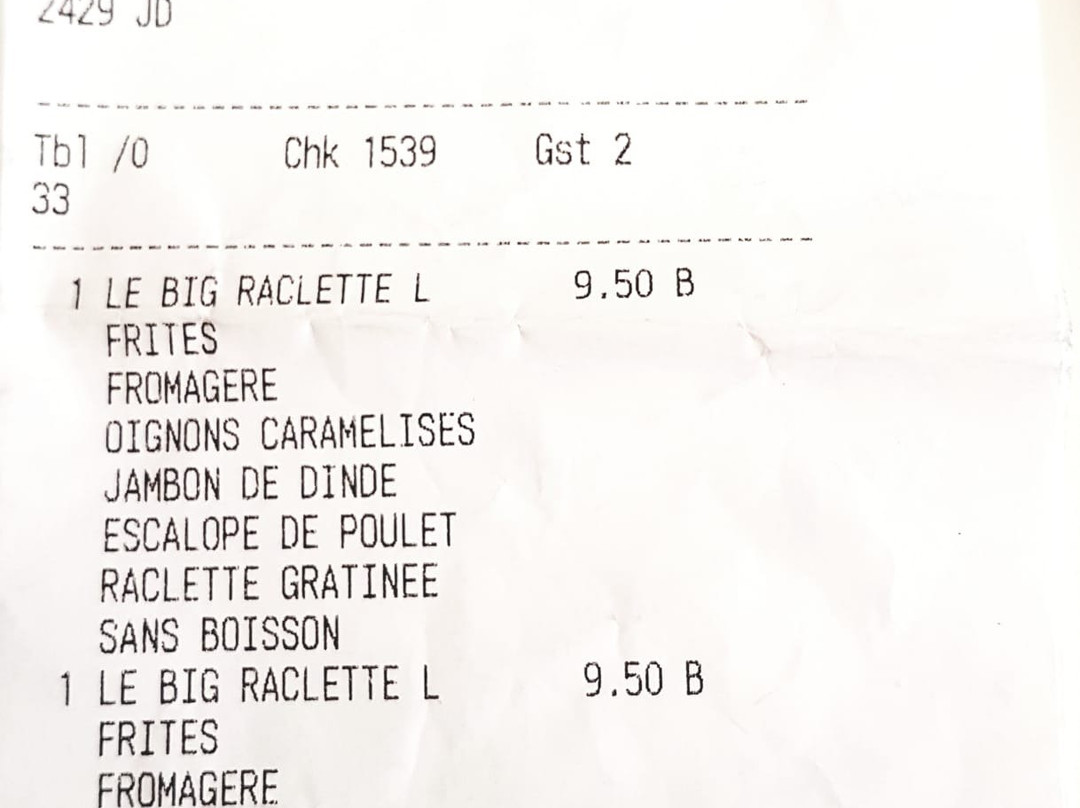 2429 JD
Tbl /0 Chk 1539 Gst 2
33
1 LE BIG RACLETTE L 9.50 B
FRITES
FROMAGERE
OIGNONS CARAMELISES
JAMBON DE DINDE
ESCALOPE DE POULET
RACLETTE GRATINEE
SANS BOISSON
1 LE BIG RACLETTE L 9.50 B
FRITES
FROMAGERE